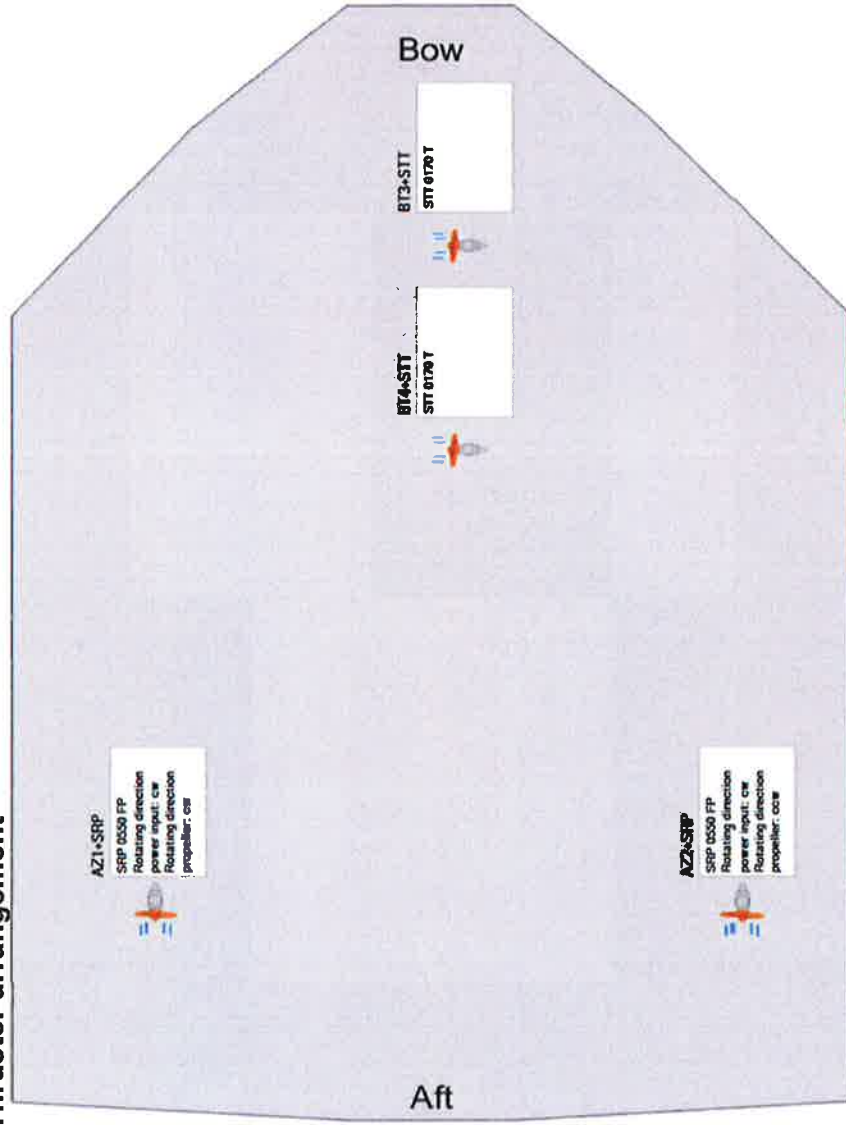 Thruster arrangement
Bow
BT3+STT
STT 0170 T
BT4+STT
STT 0170 T
AZ1+SRP
SRP 0550 FP
Rotating direction
power input: cw
Rotating direction
propeller: cw
AZ2+SRP
SRP 0550 FP
Rotating direction
power input: cw
Rotating direction
propeller: ccw
Aft